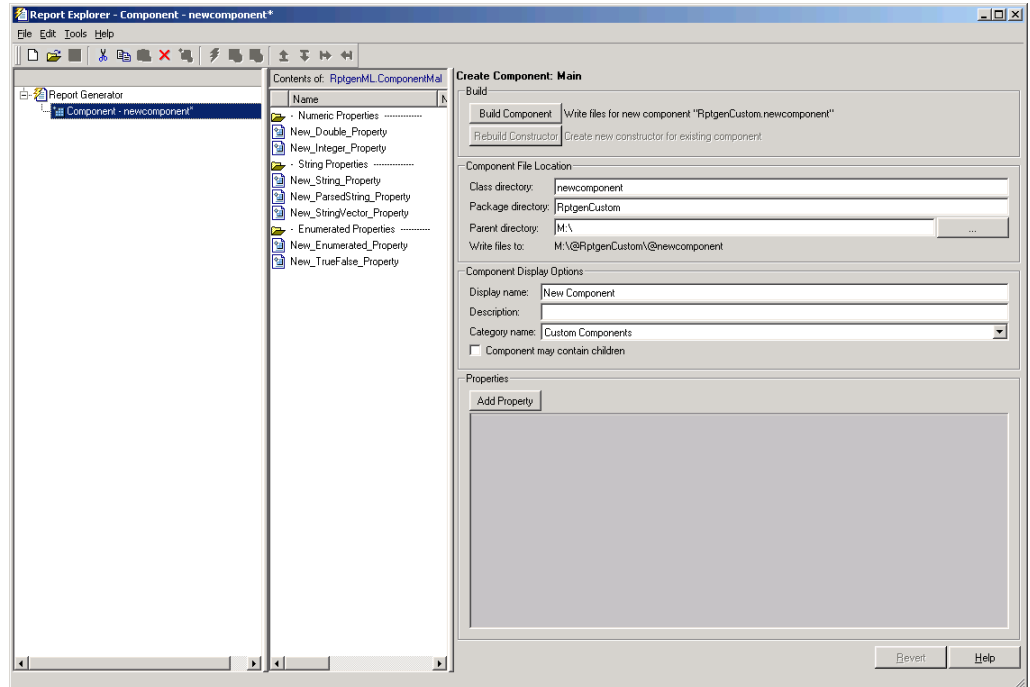 Report Explorer - Component - newcomponent*
File Edit Tools Help
Report Generator
*Component - newcomponent*
Contents of: RptgenML.ComponentMal
Name N
- Numeric Properties --------------
New_Double_Property
New_Integer_Property
- String Properties ---------------
New_String_Property
New_ParsedString_Property
New_StringVector_Property
- Enumerated Properties ----------
New_Enumerated_Property
New_TrueFalse_Property
Create Component: Main
Build
Build Component Write files for new component "RptgenCustom.newcomponent"
Rebuild Constructor Create new constructor for existing component
Component File Location
Class directory: newcomponent
Package directory: RptgenCustom
Parent directory: M:\ ...
Write files to: M:\@RptgenCustom\@newcomponent
Component Display Options
Display name: New Component
Description:
Category name: Custom Components
Component may contain children
Properties
Add Property
Revert Help